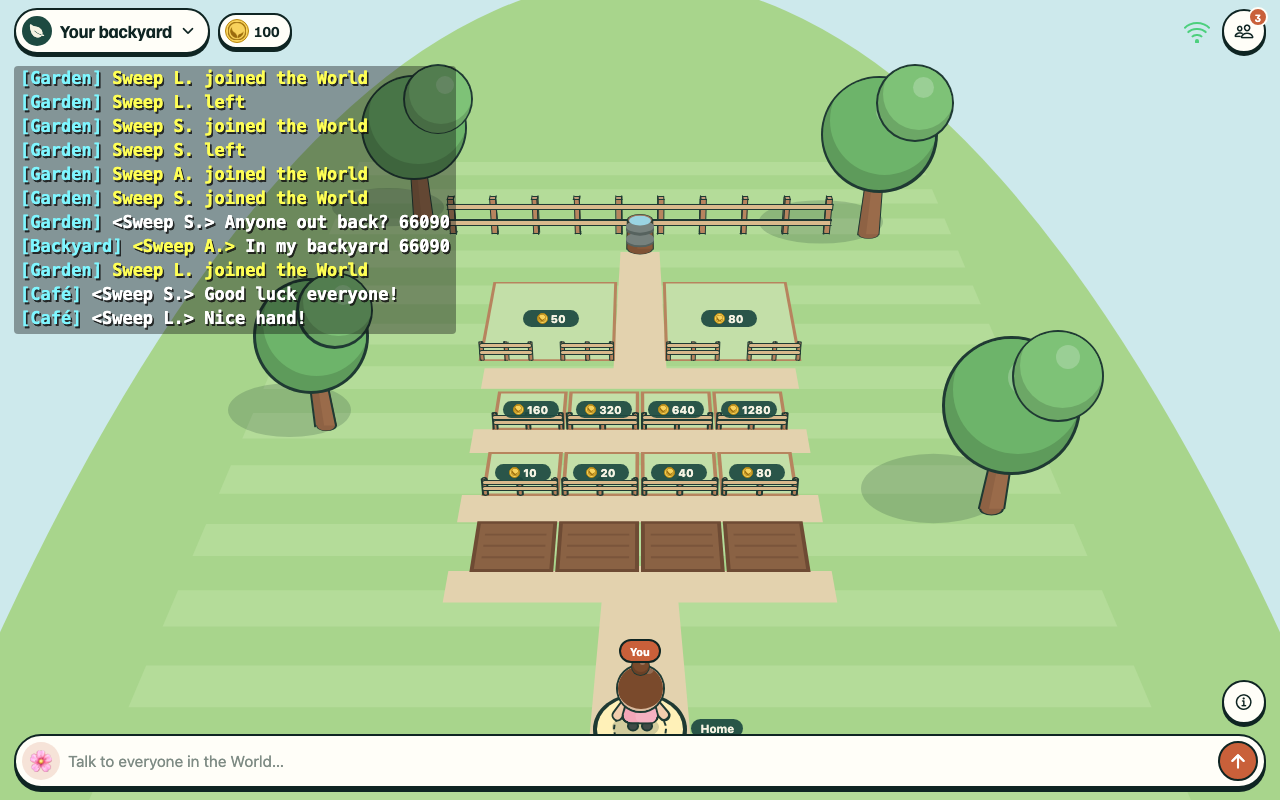 Your backyard
100
3
[Garden] Sweep L. joined the World
[Garden] Sweep L. left
[Garden] Sweep S. joined the World
[Garden] Sweep S. left
[Garden] Sweep A. joined the World
[Garden] Sweep S. joined the World
[Garden] <Sweep S.> Anyone out back? 66090
[Backyard] <Sweep A.> In my backyard 66090
[Garden] Sweep L. joined the World
[Café] <Sweep S.> Good luck everyone!
[Café] <Sweep L.> Nice hand!
50 80
160 320 640 1280
10 20 40 80
You
Home
Talk to everyone in the World...